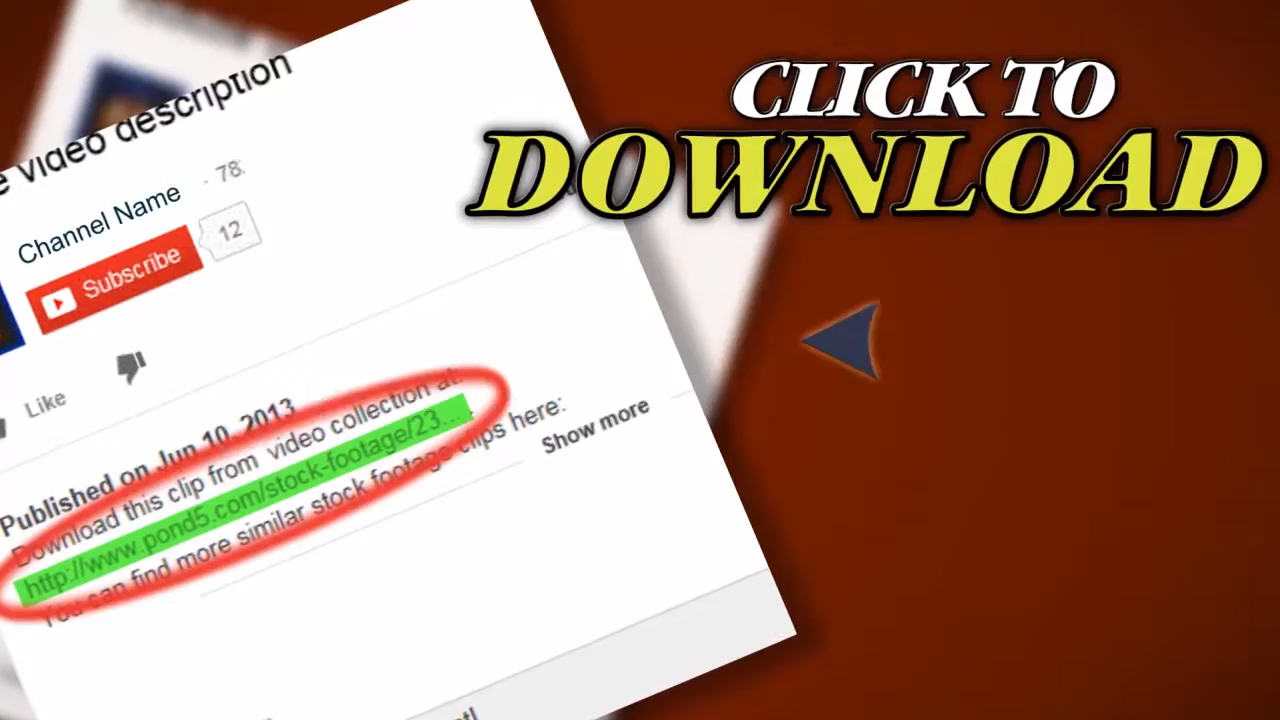 CLICK TO
DOWNLOAD
video description
Channel Name
Subscribe
12
Like
Published on Jun 10, 2013
Download this clip from video collection at:
http://www.pond5.com/stock-footage/23...
You can find more similar stock footage clips here:
Show more